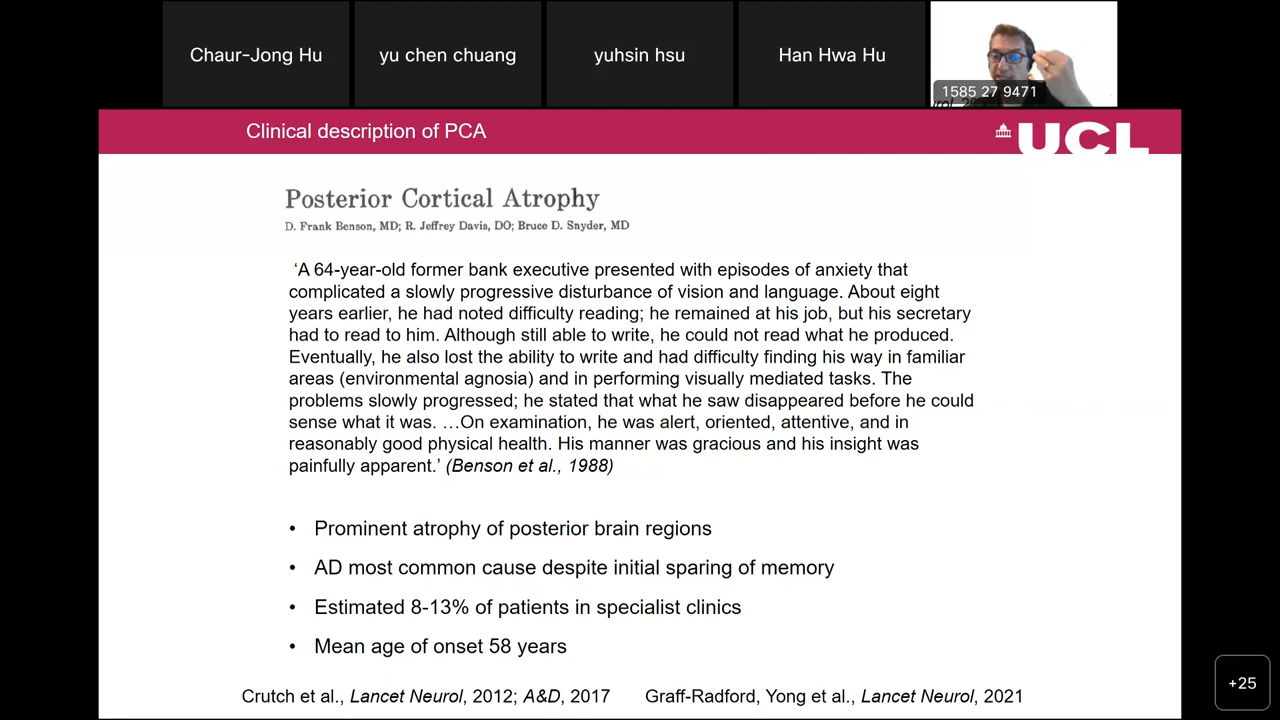 Chaur-Jong Hu
yu chen chuang
yuhsin hsu
Han Hwa Hu
1585 27 9471
Clinical description of PCA
UCL
Posterior Cortical Atrophy
D. Frank Benson, MD; R. Jeffrey Davis, DO; Bruce D. Snyder, MD
‘A 64-year-old former bank executive presented with episodes of anxiety that
complicated a slowly progressive disturbance of vision and language. About eight
years earlier, he had noted difficulty reading; he remained at his job, but his secretary
had to read to him. Although still able to write, he could not read what he produced.
Eventually, he also lost the ability to write and had difficulty finding his way in familiar
areas (environmental agnosia) and in performing visually mediated tasks. The
problems slowly progressed; he stated that what he saw disappeared before he could
sense what it was. …On examination, he was alert, oriented, attentive, and in
reasonably good physical health. His manner was gracious and his insight was
painfully apparent.’ (Benson et al., 1988)
• Prominent atrophy of posterior brain regions
• AD most common cause despite initial sparing of memory
• Estimated 8-13% of patients in specialist clinics
• Mean age of onset 58 years
Crutch et al., Lancet Neurol, 2012; A&D, 2017 Graff-Radford, Yong et al., Lancet Neurol, 2021
+25